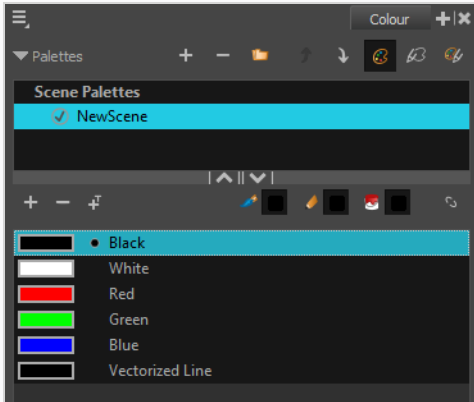 Colour
Palettes
Scene Palettes
NewScene
Black
White
Red
Green
Blue
Vectorized Line